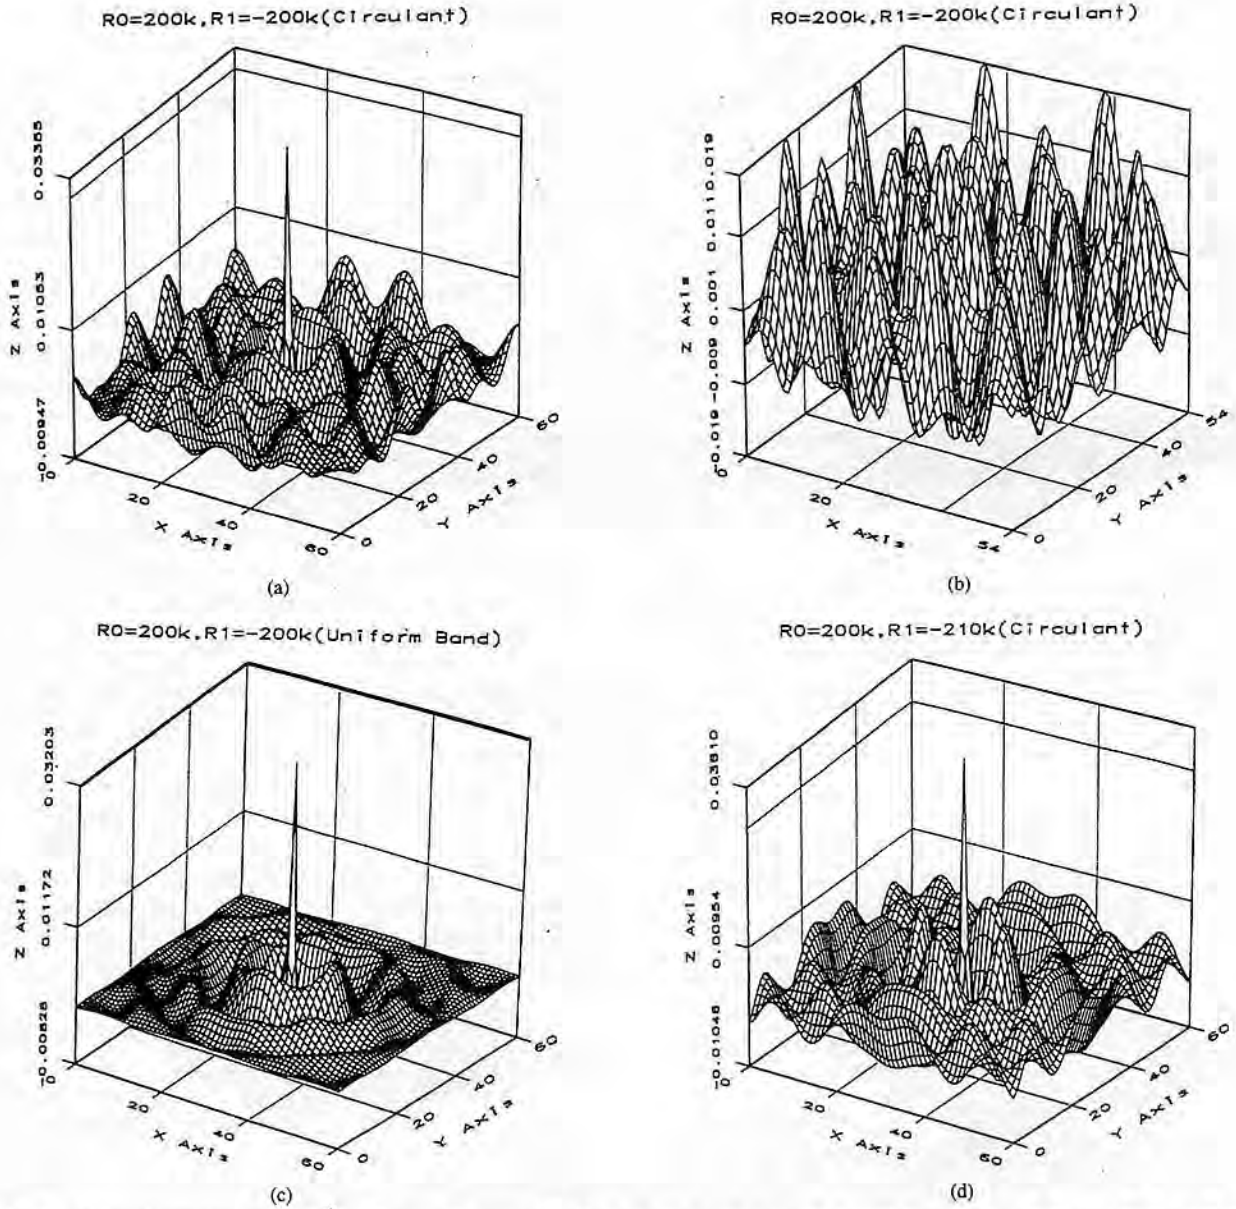 R0=200k,R1=-200k(Circulant)
Z Axis
0.03365
0.01053
-0.00947
0
20
40
60
X Axis
0
20
40
60
Y Axis
(a)
R0=200k,R1=-200k(Circulant)
Z Axis
0.019
0.011
0.001
-0.009
-0.019
0
20
54
X Axis
0
20
40
54
Y Axis
(b)
R0=200k,R1=-200k(Uniform Band)
Z Axis
0.03203
0.01172
-0.00828
0
20
40
60
X Axis
0
20
40
60
Y Axis
(c)
R0=200k,R1=-210k(Circulant)
Z Axis
0.03810
0.00954
-0.01046
0
20
40
60
X Axis
0
20
40
60
Y Axis
(d)